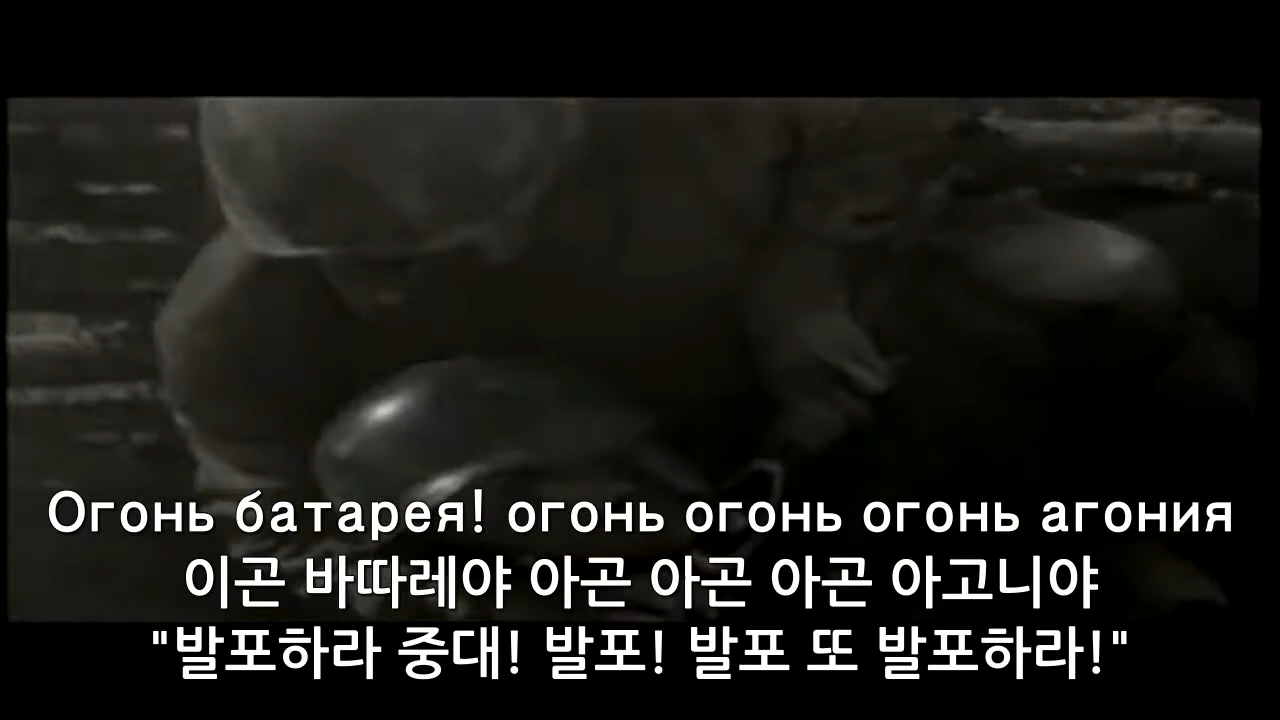 Огонь батарея! огонь огонь огонь агония
이곤 바따레야 아곤 아곤 아곤 아고니야
"발포하라 중대! 발포! 발포 또 발포하라!"